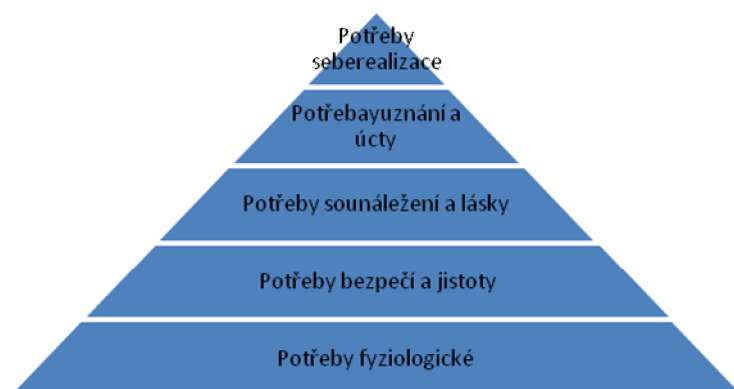 Potřeby
seberealizace
Potřebayuznání a
úcty
Potřeby sounáležení a lásky
Potřeby bezpečí a jistoty
Potřeby fyziologické